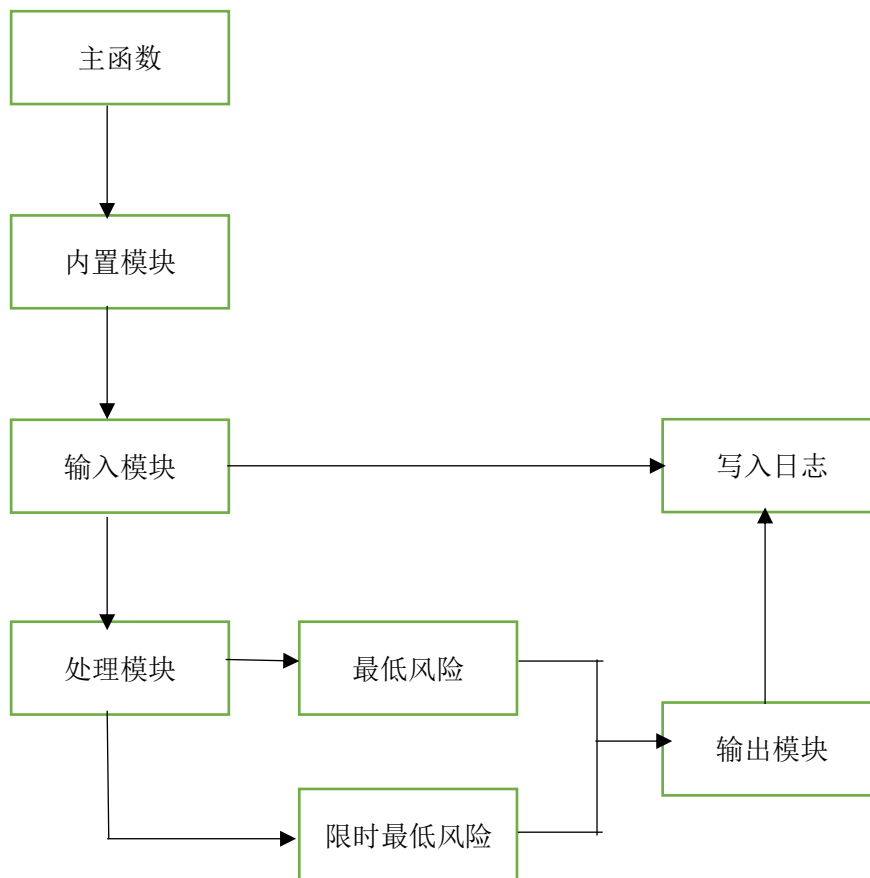 主函数
内置模块
输入模块
写入日志
处理模块
最低风险
输出模块
限时最低风险